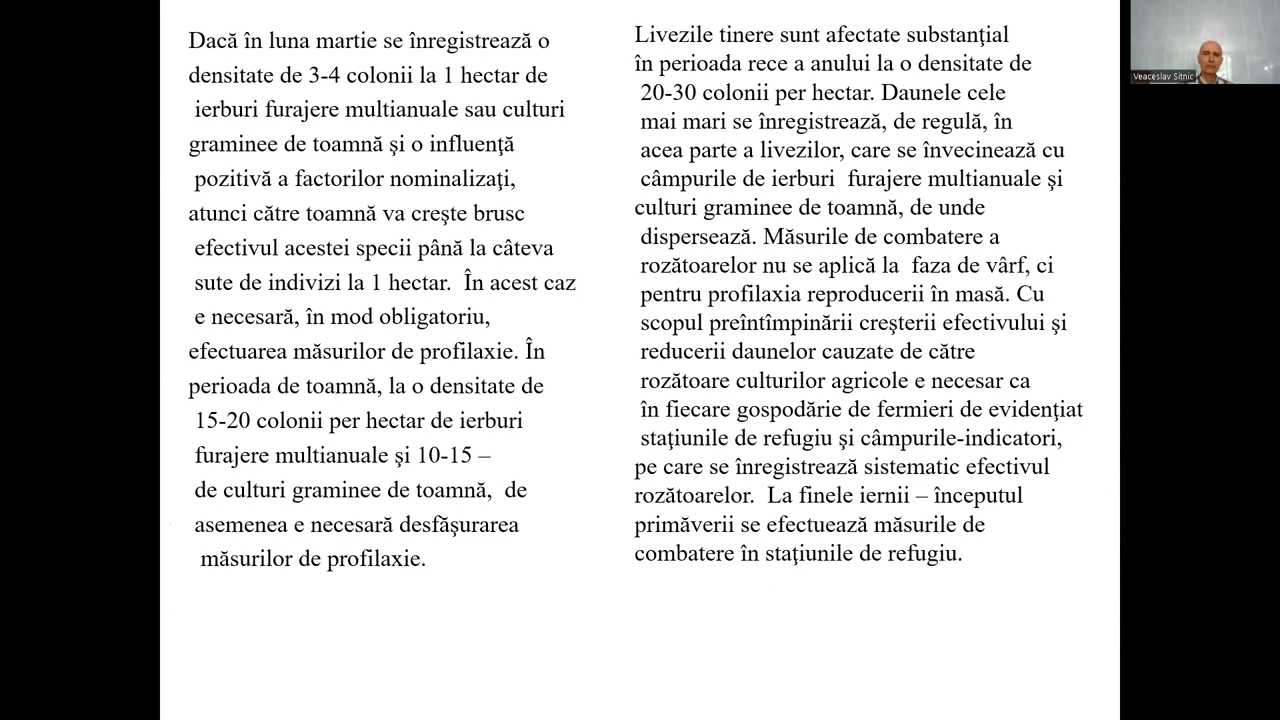 Dacă în luna martie se înregistrează o
densitate de 3-4 colonii la 1 hectar de
ierburi furajere multianuale sau culturi
graminee de toamnă şi o influenţă
pozitivă a factorilor nominalizaţi,
atunci către toamnă va creşte brusc
efectivul acestei specii până la câteva
sute de indivizi la 1 hectar. În acest caz
e necesară, în mod obligatoriu,
efectuarea măsurilor de profilaxie. În
perioada de toamnă, la o densitate de
15-20 colonii per hectar de ierburi
furajere multianuale şi 10-15 –
de culturi graminee de toamnă, de
asemenea e necesară desfăşurarea
măsurilor de profilaxie.
Livezile tinere sunt afectate substanţial
în perioada rece a anului la o densitate de
20-30 colonii per hectar. Daunele cele
mai mari se înregistrează, de regulă, în
acea parte a livezilor, care se învecinează cu
câmpurile de ierburi furajere multianuale şi
culturi graminee de toamnă, de unde
dispersează. Măsurile de combatere a
rozătoarelor nu se aplică la faza de vârf, ci
pentru profilaxia reproducerii în masă. Cu
scopul preîntîmpinării creşterii efectivului şi
reducerii daunelor cauzate de către
rozătoare culturilor agricole e necesar ca
în fiecare gospodărie de fermieri de evidenţiat
staţiunile de refugiu şi câmpurile-indicatori,
pe care se înregistrează sistematic efectivul
rozătoarelor. La finele iernii – începutul
primăverii se efectuează măsurile de
combatere în staţiunile de refugiu.
Veaceslav Sitnic